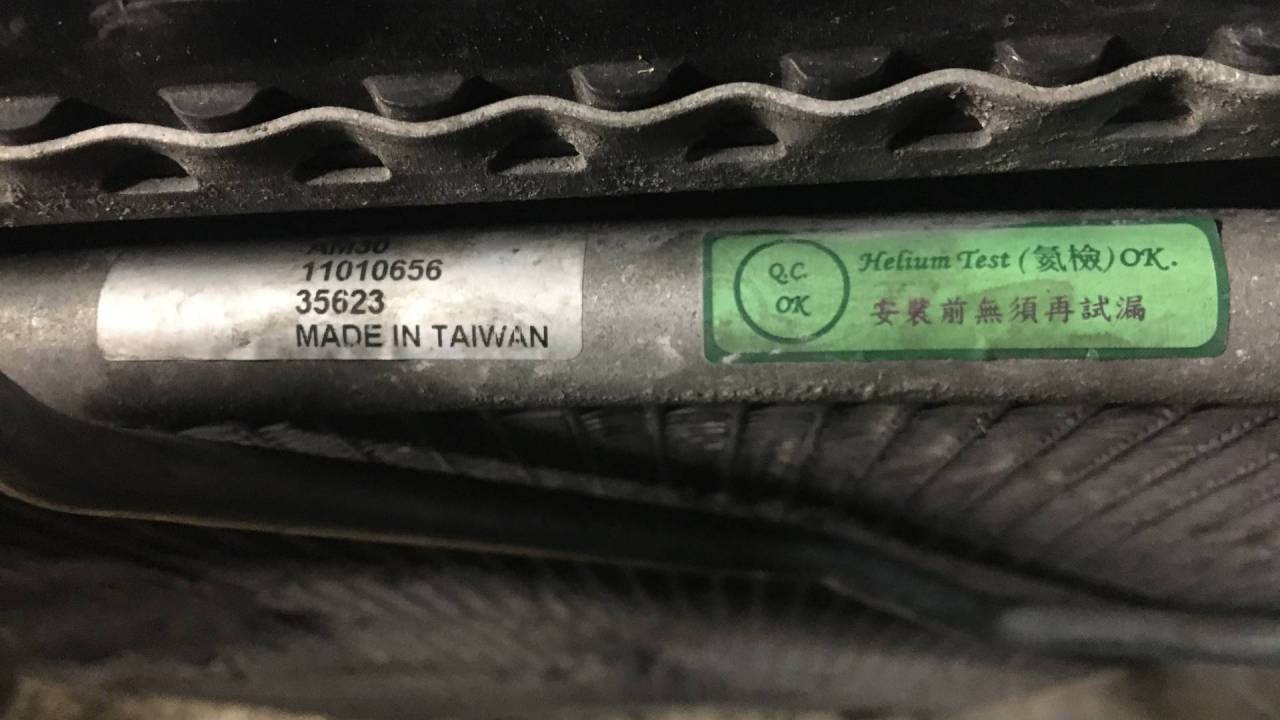 AM30
11010656
35623
MADE IN TAIWAN
Q.C. OK
Helium Test (氦檢) OK.
安裝前無須再試漏